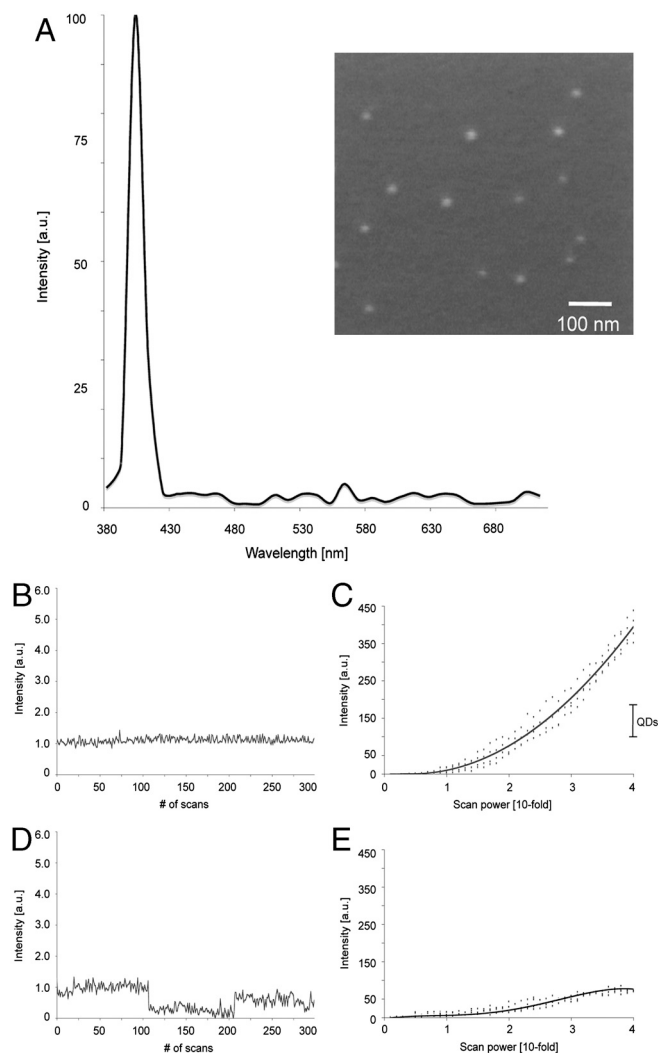 A
Intensity [a.u.]
100
75
50
25
0
380 430 480 530 580 630 680
Wavelength [nm]
100 nm
B
Intensity [a.u.]
6.0
5.0
4.0
3.0
2.0
1.0
0
0 50 100 150 200 250 300
# of scans
C
Intensity [a.u.]
450
350
250
150
50
0
0 1 2 3 4
Scan power [10-fold]
QDs
D
Intensity [a.u.]
6.0
5.0
4.0
3.0
2.0
1.0
0
0 50 100 150 200 250 300
# of scans
E
Intensity [a.u.]
450
350
250
150
50
0
0 1 2 3 4
Scan power [10-fold]